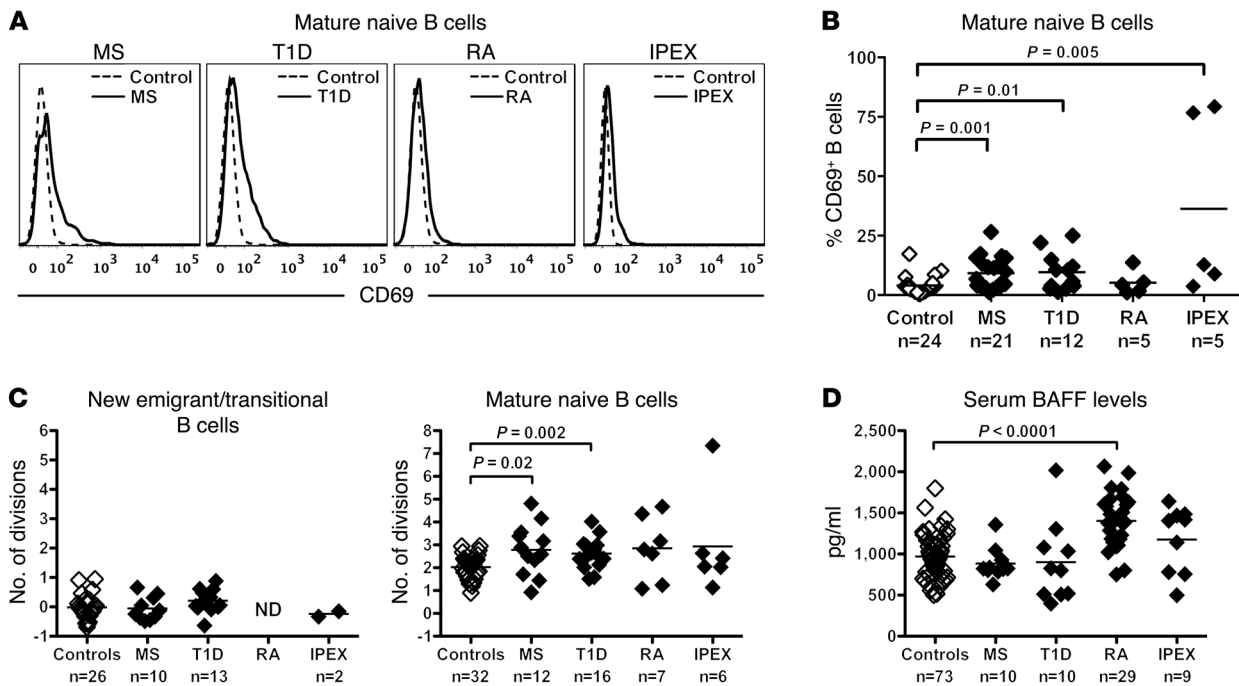 A
Mature naive B cells
MS
T1D
RA
IPEX
Control
MS
Control
T1D
Control
RA
Control
IPEX
0 10² 10³ 10⁴ 10⁵
0 10² 10³ 10⁴ 10⁵
0 10² 10³ 10⁴ 10⁵
0 10² 10³ 10⁴ 10⁵
CD69
B
Mature naive B cells
% CD69⁺ B cells
100
75
50
25
0
P = 0.005
P = 0.01
P = 0.001
Control MS T1D RA IPEX
n=24 n=21 n=12 n=5 n=5
C
New emigrant/transitional
B cells
No. of divisions
6
5
4
3
2
1
0
-1
ND
Controls MS T1D RA IPEX
n=26 n=10 n=13 n=2
Mature naive B cells
No. of divisions
8
7
6
5
4
3
2
1
0
-1
P = 0.002
P = 0.02
Controls MS T1D RA IPEX
n=32 n=12 n=16 n=7 n=6
D
Serum BAFF levels
pg/ml
2,500
2,000
1,500
1,000
500
0
P < 0.0001
Controls MS T1D RA IPEX
n=73 n=10 n=10 n=29 n=9